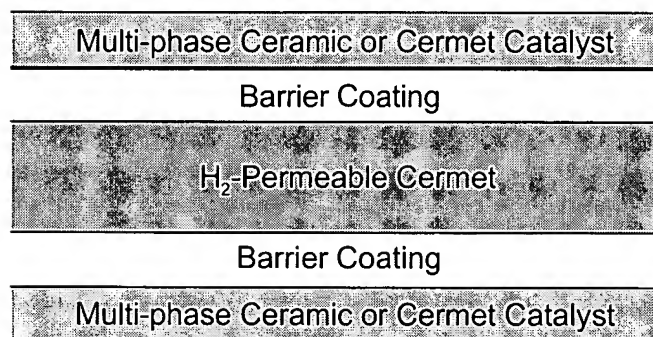 Multi-phase Ceramic or Cermet Catalyst
Barrier Coating
H₂-Permeable Cermet
Barrier Coating
Multi-phase Ceramic or Cermet Catalyst